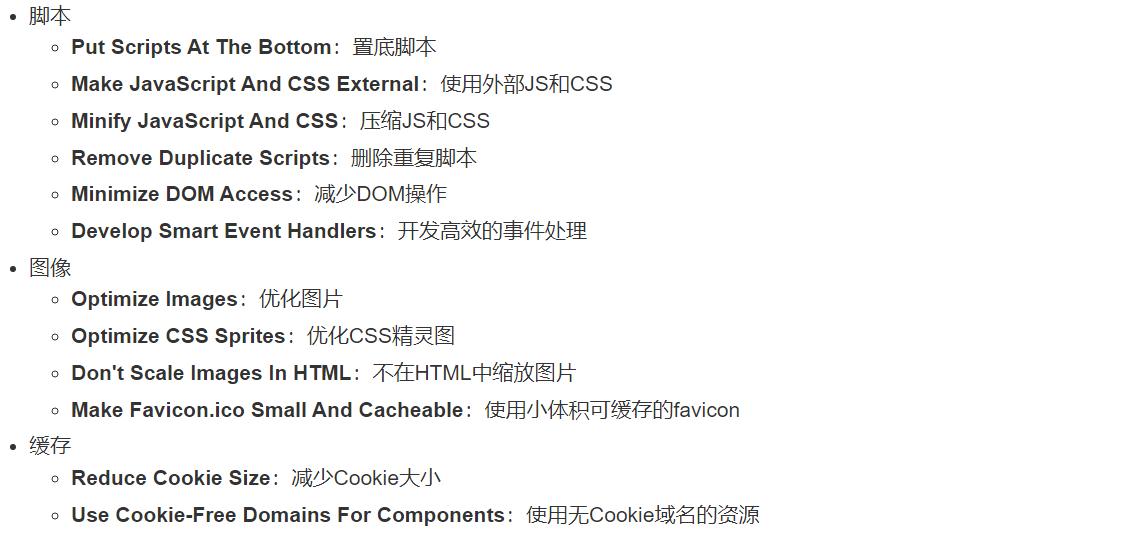 脚本
Put Scripts At The Bottom：置底脚本
Make JavaScript And CSS External：使用外部JS和CSS
Minify JavaScript And CSS：压缩JS和CSS
Remove Duplicate Scripts：删除重复脚本
Minimize DOM Access：减少DOM操作
Develop Smart Event Handlers：开发高效的事件处理
图像
Optimize Images：优化图片
Optimize CSS Sprites：优化CSS精灵图
Don't Scale Images In HTML：不在HTML中缩放图片
Make Favicon.ico Small And Cacheable：使用小体积可缓存的favicon
缓存
Reduce Cookie Size：减少Cookie大小
Use Cookie-Free Domains For Components：使用无Cookie域名的资源